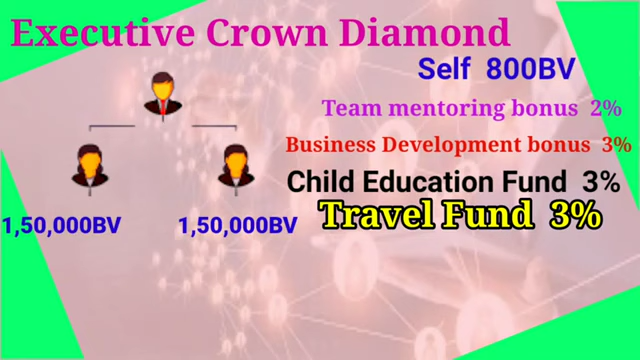 Executive Crown Diamond
Self 800BV
Team mentoring bonus 2%
Business Development bonus 3%
Child Education Fund 3%
Travel Fund 3%
1,50,000BV 1,50,000BV